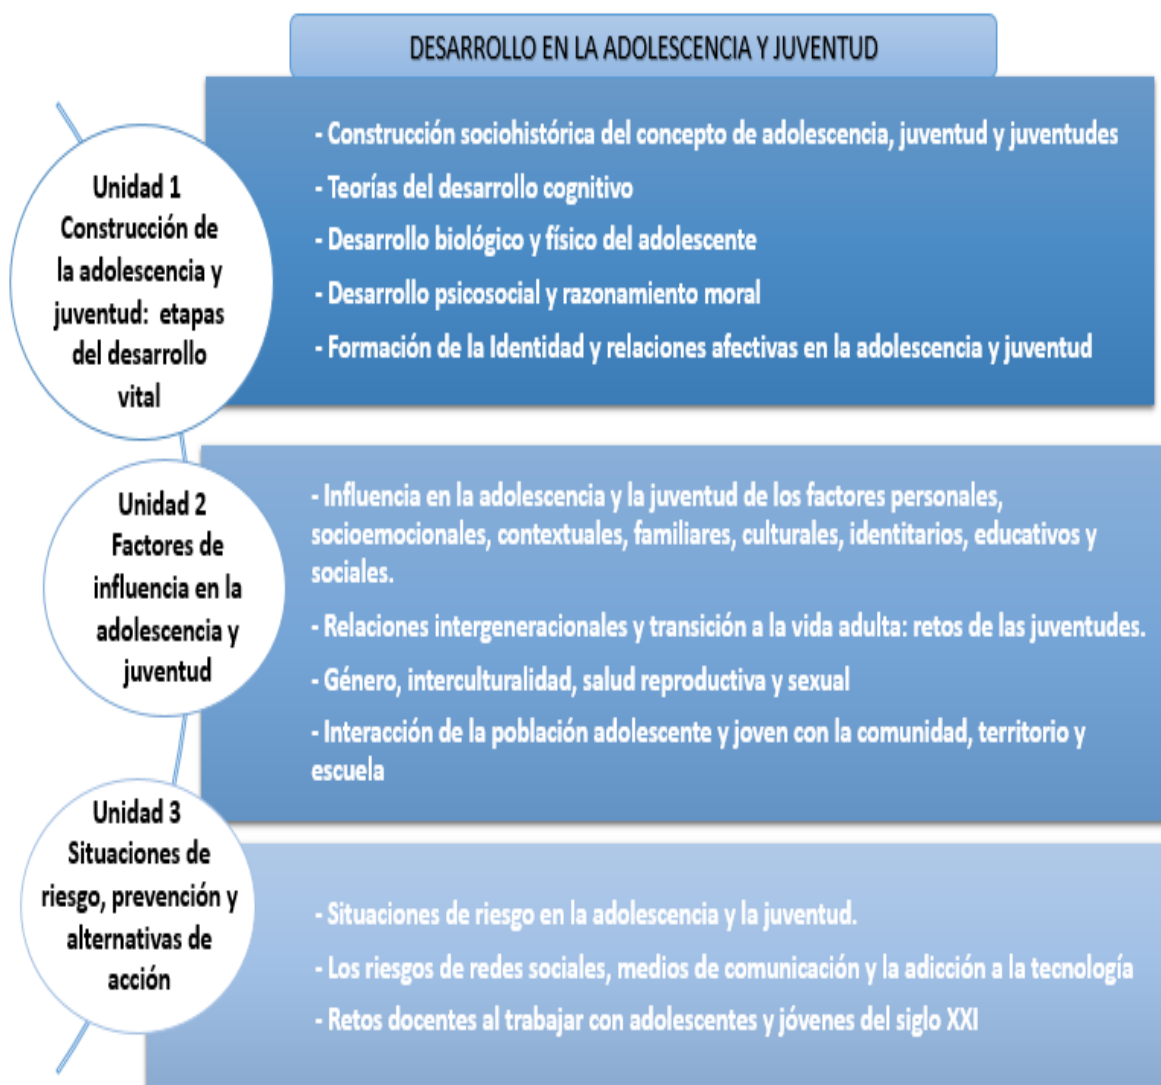 DESARROLLO EN LA ADOLESCENCIA Y JUVENTUD
Unidad 1
Construcción de
la adolescencia y
juventud: etapas
del desarrollo
vital
- Construcción sociohistórica del concepto de adolescencia, juventud y juventudes
- Teorías del desarrollo cognitivo
- Desarrollo biológico y físico del adolescente
- Desarrollo psicosocial y razonamiento moral
- Formación de la Identidad y relaciones afectivas en la adolescencia y juventud
Unidad 2
Factores de
influencia en la
adolescencia y
juventud
- Influencia en la adolescencia y la juventud de los factores personales,
socioemocionales, contextuales, familiares, culturales, identitarios, educativos y
sociales.
- Relaciones intergeneracionales y transición a la vida adulta: retos de las juventudes.
- Género, interculturalidad, salud reproductiva y sexual
- Interacción de la población adolescente y joven con la comunidad, territorio y
escuela
Unidad 3
Situaciones de
riesgo, prevención y
alternativas de
acción
- Situaciones de riesgo en la adolescencia y la juventud.
- Los riesgos de redes sociales, medios de comunicación y la adicción a la tecnología
- Retos docentes al trabajar con adolescentes y jóvenes del siglo XXI